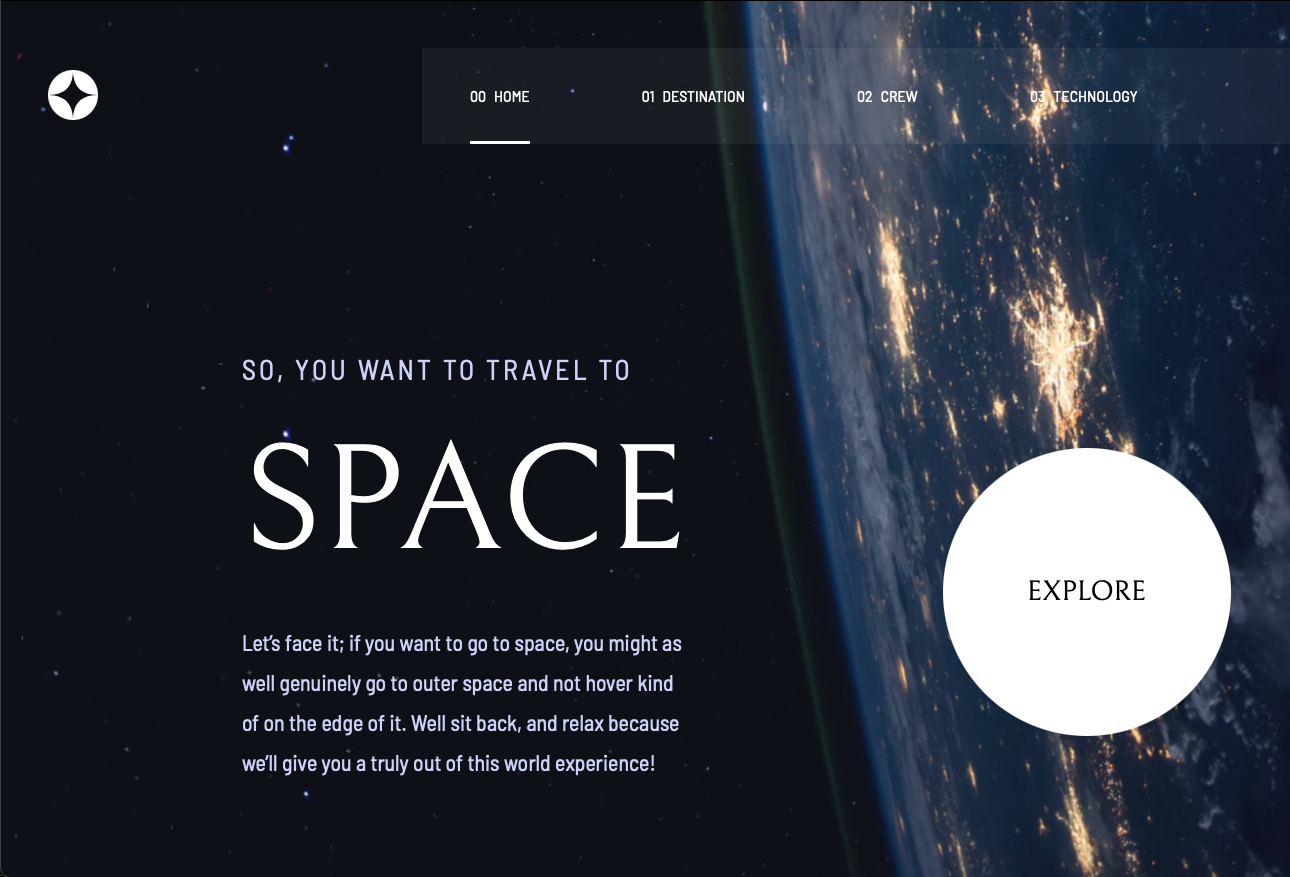 00 HOME 01 DESTINATION 02 CREW 03 TECHNOLOGY
SO, YOU WANT TO TRAVEL TO
SPACE
Let’s face it; if you want to go to space, you might as
well genuinely go to outer space and not hover kind
of on the edge of it. Well sit back, and relax because
we’ll give you a truly out of this world experience!
EXPLORE